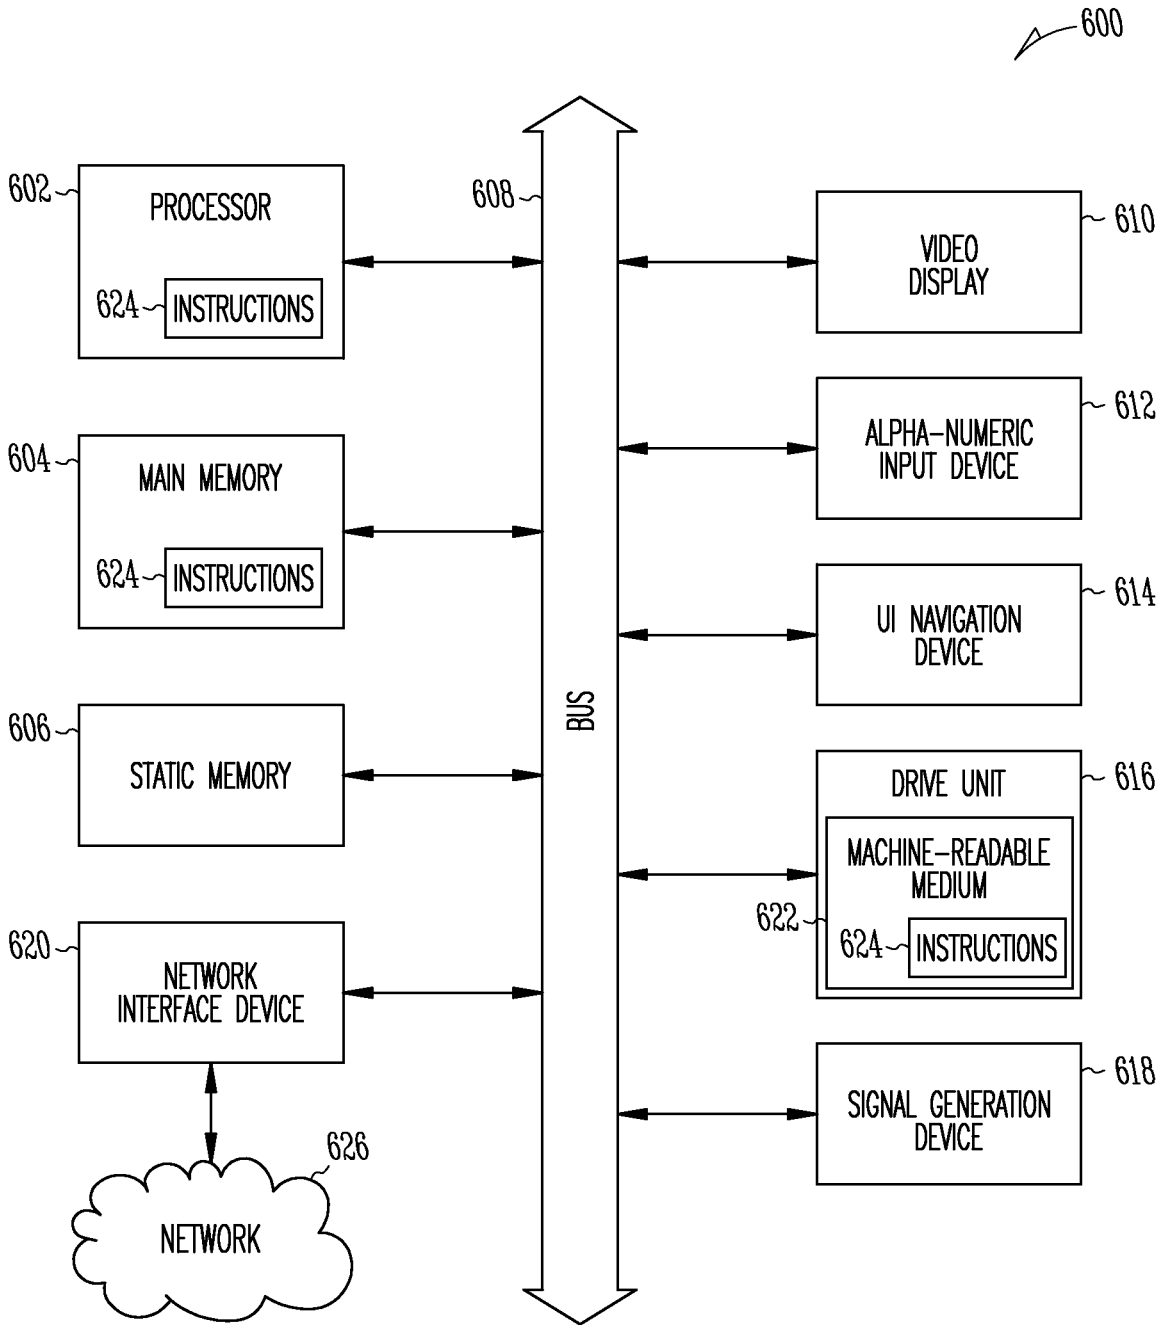 600
602
PROCESSOR
624
INSTRUCTIONS
604
MAIN MEMORY
624
INSTRUCTIONS
606
STATIC MEMORY
620
NETWORK
INTERFACE DEVICE
626
NETWORK
608
BUS
610
VIDEO
DISPLAY
612
ALPHA-NUMERIC
INPUT DEVICE
614
UI NAVIGATION
DEVICE
616
DRIVE UNIT
MACHINE-READABLE
MEDIUM
622
624
INSTRUCTIONS
618
SIGNAL GENERATION
DEVICE